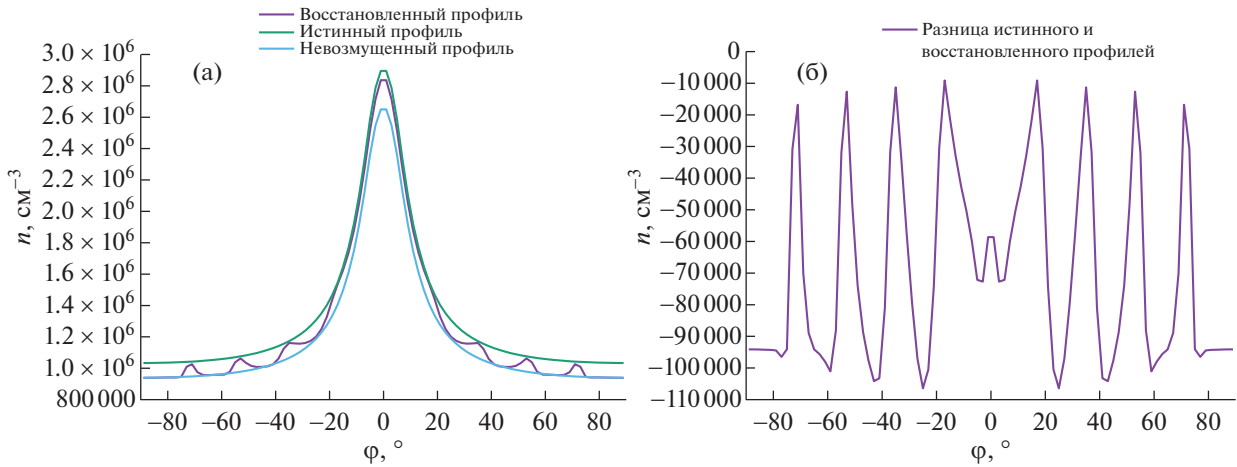 Восстановленный профиль
Истинный профиль
Невозмущенный профиль
(а)
3.0 × 10⁶
2.8 × 10⁶
2.6 × 10⁶
2.4 × 10⁶
2.2 × 10⁶
2.0 × 10⁶
1.8 × 10⁶
1.6 × 10⁶
1.4 × 10⁶
1.2 × 10⁶
1.0 × 10⁶
800 000
n, см⁻³
−80 −60 −40 −20 0 20 40 60 80
φ, °
Разница истинного и
восстановленного профилей
(б)
0
−10 000
−20 000
−30 000
−40 000
−50 000
−60 000
−70 000
−80 000
−90 000
−100 000
−110 000
n, см⁻³
−80 −60 −40 −20 0 20 40 60 80
φ, °